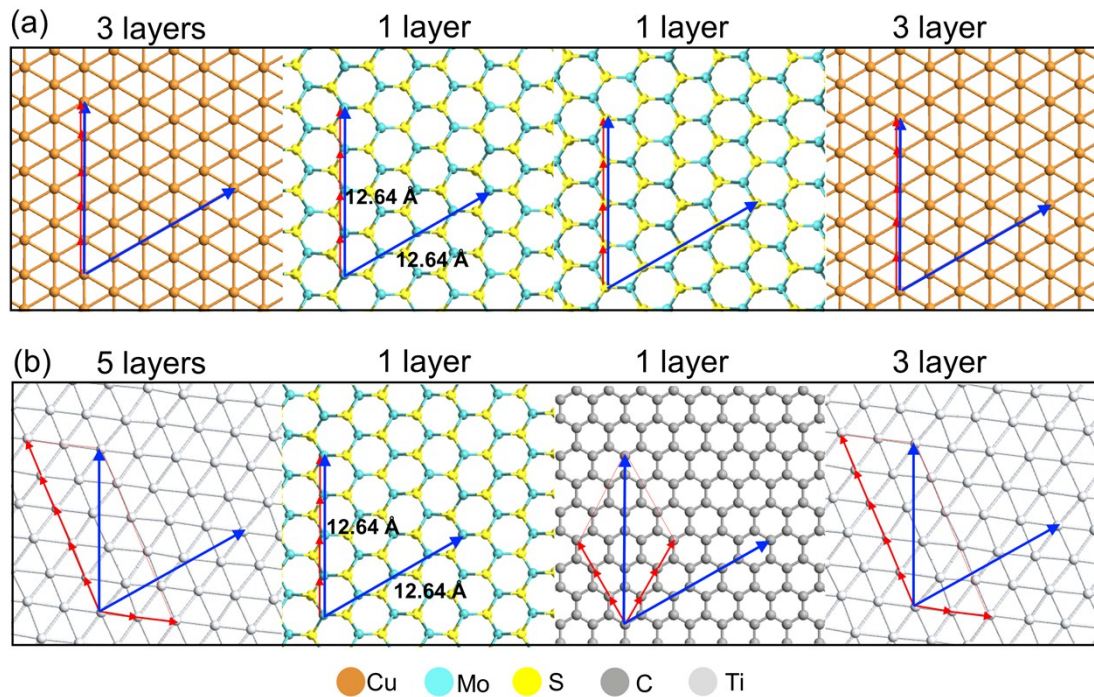 (a)
3 layers 1 layer 1 layer 3 layer
12.64 Å
12.64 Å
(b)
5 layers 1 layer 1 layer 3 layer
12.64 Å
12.64 Å
Cu Mo S C Ti